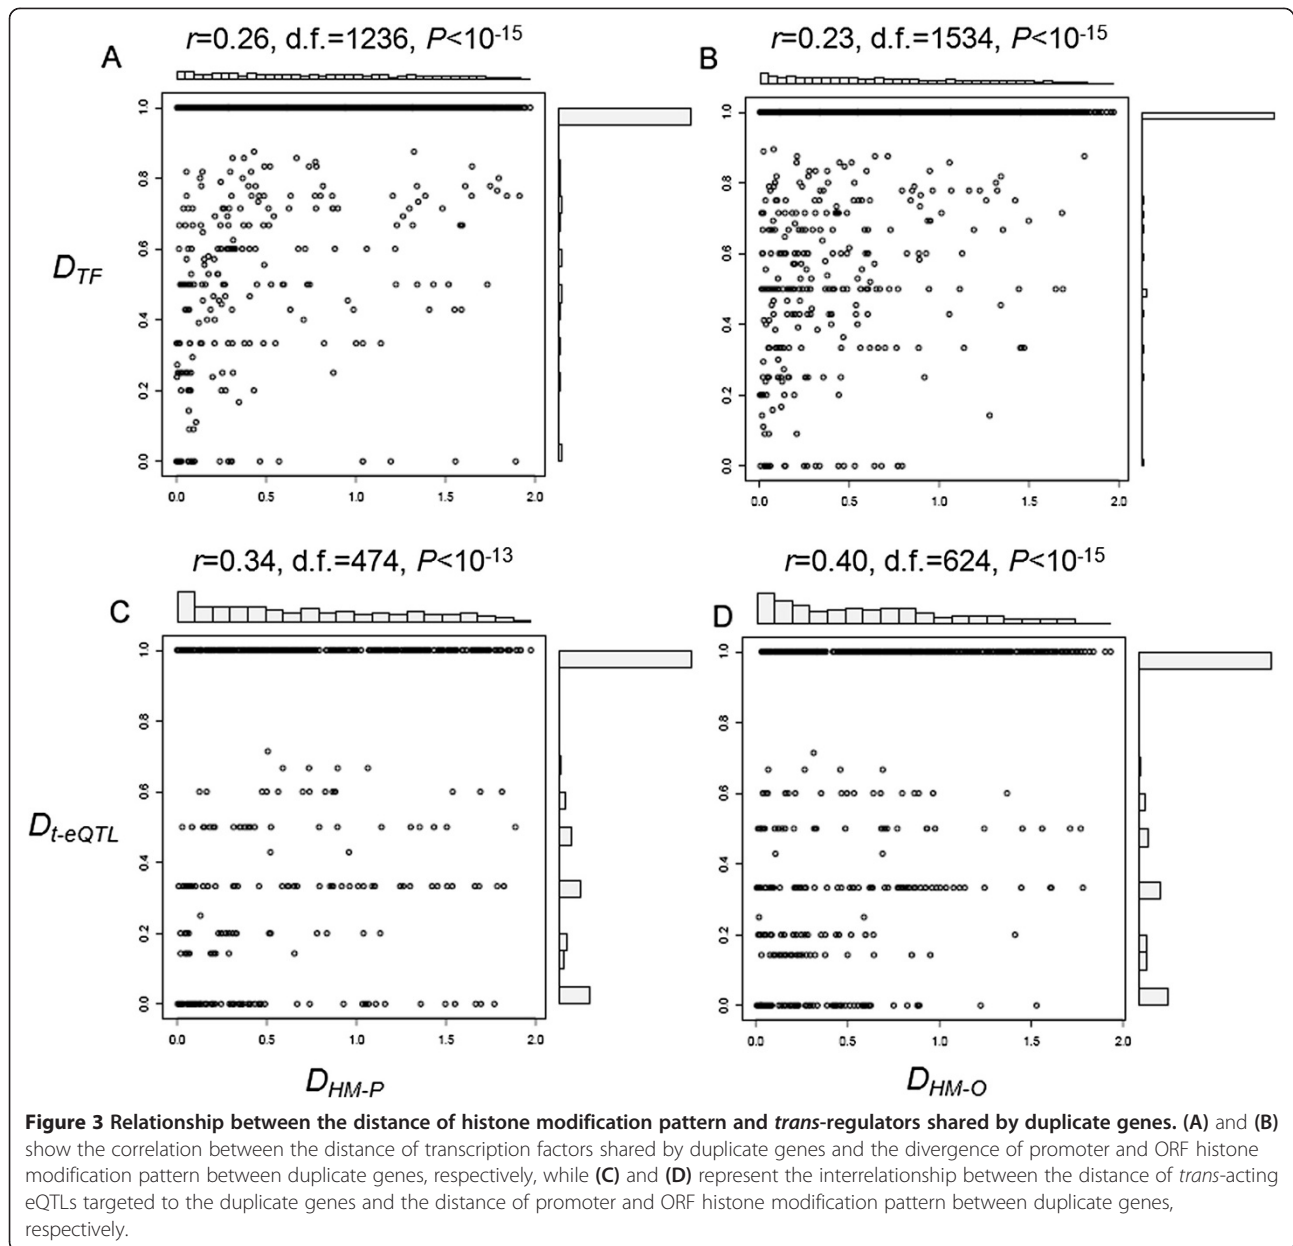 A
r=0.26, d.f.=1236, P<10-15
B
r=0.23, d.f.=1534, P<10-15
DTF
1.0
0.8
0.6
0.4
0.2
0.0
0.0 0.5 1.0 1.5 2.0
1.0
0.8
0.6
0.4
0.2
0.0
0.0 0.5 1.0 1.5 2.0
C
r=0.34, d.f.=474, P<10-13
D
r=0.40, d.f.=624, P<10-15
Dt-eQTL
1.0
0.8
0.6
0.4
0.2
0.0
0.0 0.5 1.0 1.5 2.0
1.0
0.8
0.6
0.4
0.2
0.0
0.0 0.5 1.0 1.5 2.0
DHM-P
DHM-O
Figure 3 Relationship between the distance of histone modification pattern and trans-regulators shared by duplicate genes. (A) and (B)
show the correlation between the distance of transcription factors shared by duplicate genes and the divergence of promoter and ORF histone
modification pattern between duplicate genes, respectively, while (C) and (D) represent the interrelationship between the distance of trans-acting
eQTLs targeted to the duplicate genes and the distance of promoter and ORF histone modification pattern between duplicate genes,
respectively.